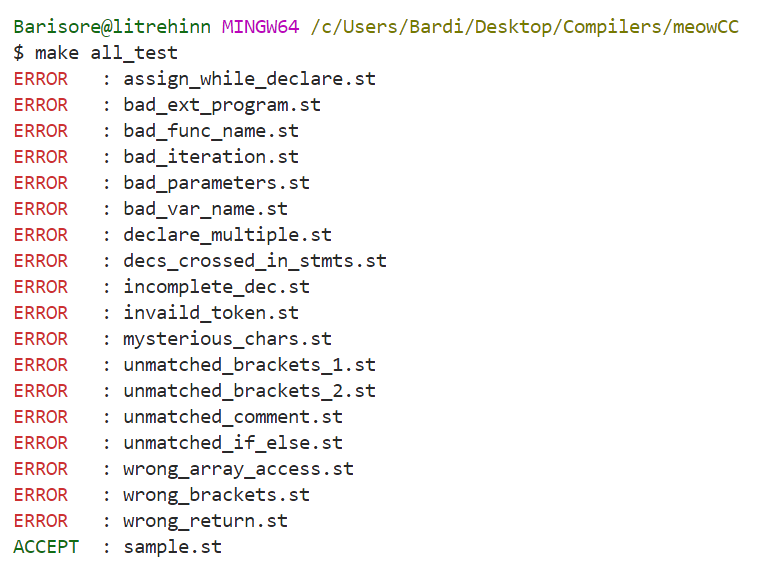 Barisore@litrehinn MINGW64 /c/Users/Bardi/Desktop/Compilers/meowCC
$ make all_test
ERROR   : assign_while_declare.st
ERROR   : bad_ext_program.st
ERROR   : bad_func_name.st
ERROR   : bad_iteration.st
ERROR   : bad_parameters.st
ERROR   : bad_var_name.st
ERROR   : declare_multiple.st
ERROR   : decs_crossed_in_stmts.st
ERROR   : incomplete_dec.st
ERROR   : invaild_token.st
ERROR   : mysterious_chars.st
ERROR   : unmatched_brackets_1.st
ERROR   : unmatched_brackets_2.st
ERROR   : unmatched_comment.st
ERROR   : unmatched_if_else.st
ERROR   : wrong_array_access.st
ERROR   : wrong_brackets.st
ERROR   : wrong_return.st
ACCEPT  : sample.st